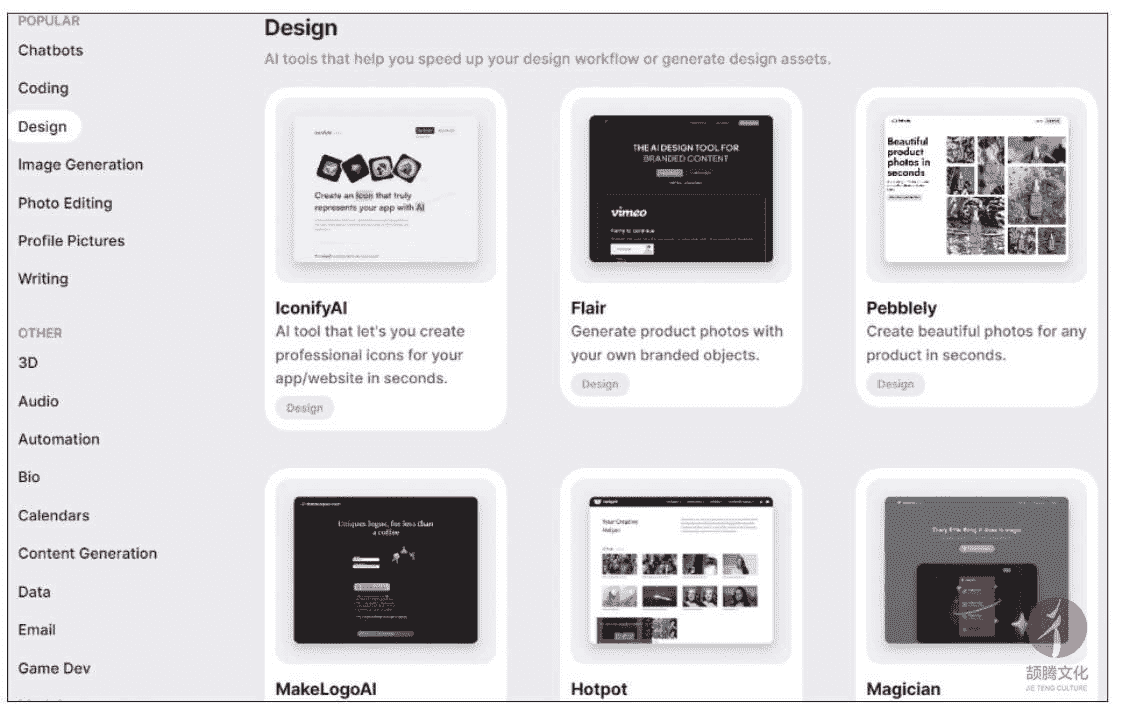 POPULAR
Chatbots
Coding
Design
Image Generation
Photo Editing
Profile Pictures
Writing
OTHER
3D
Audio
Automation
Bio
Calendars
Content Generation
Data
Email
Game Dev
Design
AI tools that help you speed up your design workflow or generate design assets.
Create an Icon that truly
represents your app with AI
IconifyAI
AI tool that let's you create
professional icons for your
app/website in seconds.
Design
THE AI DESIGN TOOL FOR
BRANDED CONTENT
vimeo
Flair
Generate product photos with
your own branded objects.
Design
Beautiful
product
photos in
seconds
Pebblely
Create beautiful photos for any
product in seconds.
Design
Uniques logos, for less than
a coffee
MakeLogoAI
Your Creative
Hotpot
Hotpot
Magician
颉腾文化
JIE TENG CULTURE